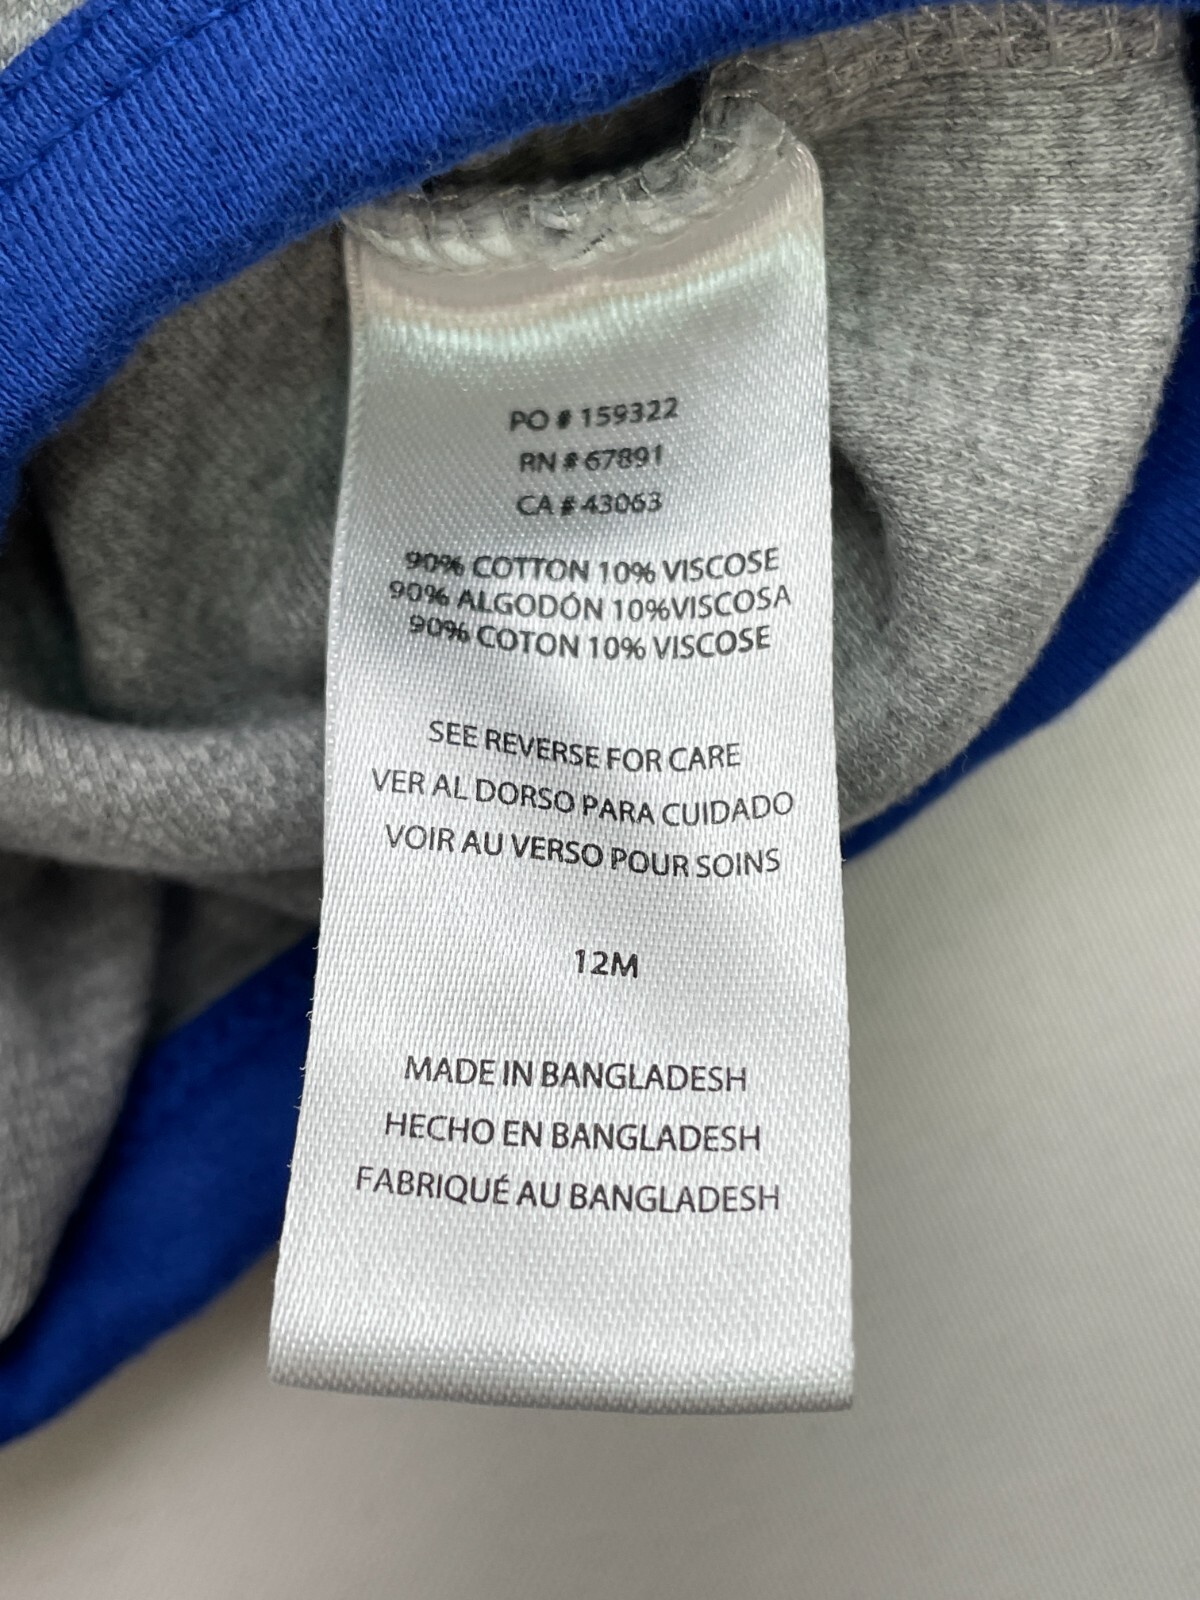 PO # 159322
RN # 67891
CA # 43063
90% COTTON 10% VISCOSE
90% ALGODÓN 10%VISCOSA
90% COTON 10% VISCOSE
SEE REVERSE FOR CARE
VER AL DORSO PARA CUIDADO
VOIR AU VERSO POUR SOINS
12M
MADE IN BANGLADESH
HECHO EN BANGLADESH
FABRIQUÉ AU BANGLADESH